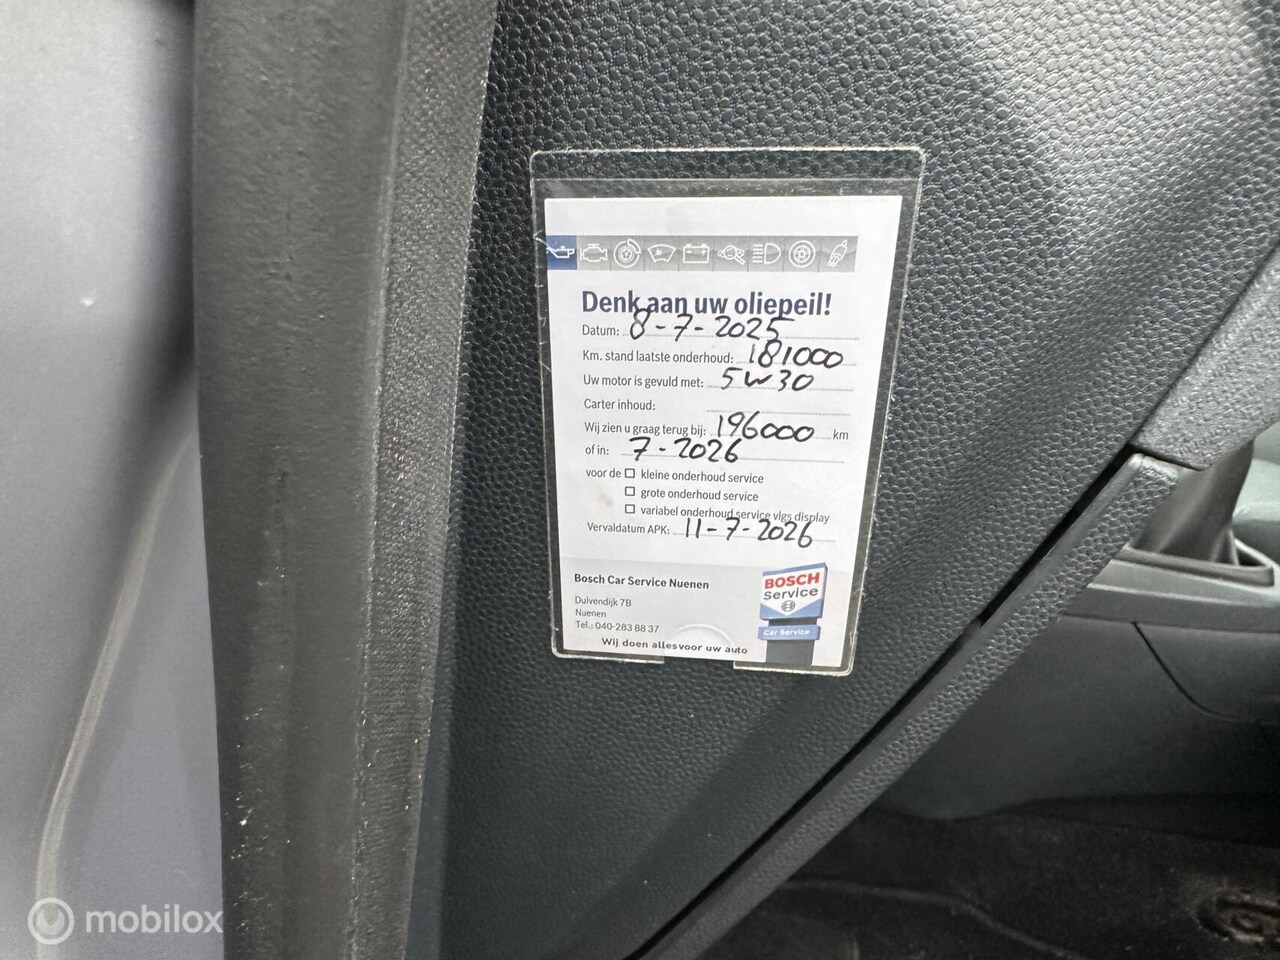 Denk aan uw oliepeil!
Datum: 8-7-2025
Km. stand laatste onderhoud: 181000
Uw motor is gevuld met: 5W30
Carter inhoud:
Wij zien u graag terug bij: 196000 km
of in: 7-2026
voor de □ kleine onderhoud service
□ grote onderhoud service
□ variabel onderhoud service vlgs display
Vervaldatum APK: 11-7-2026
Bosch Car Service Nuenen
Duivendijk 7B
Nuenen
Tel.: 040-283 88 37
Wij doen alles voor uw auto
BOSCH
Service
Car Service
mobilox